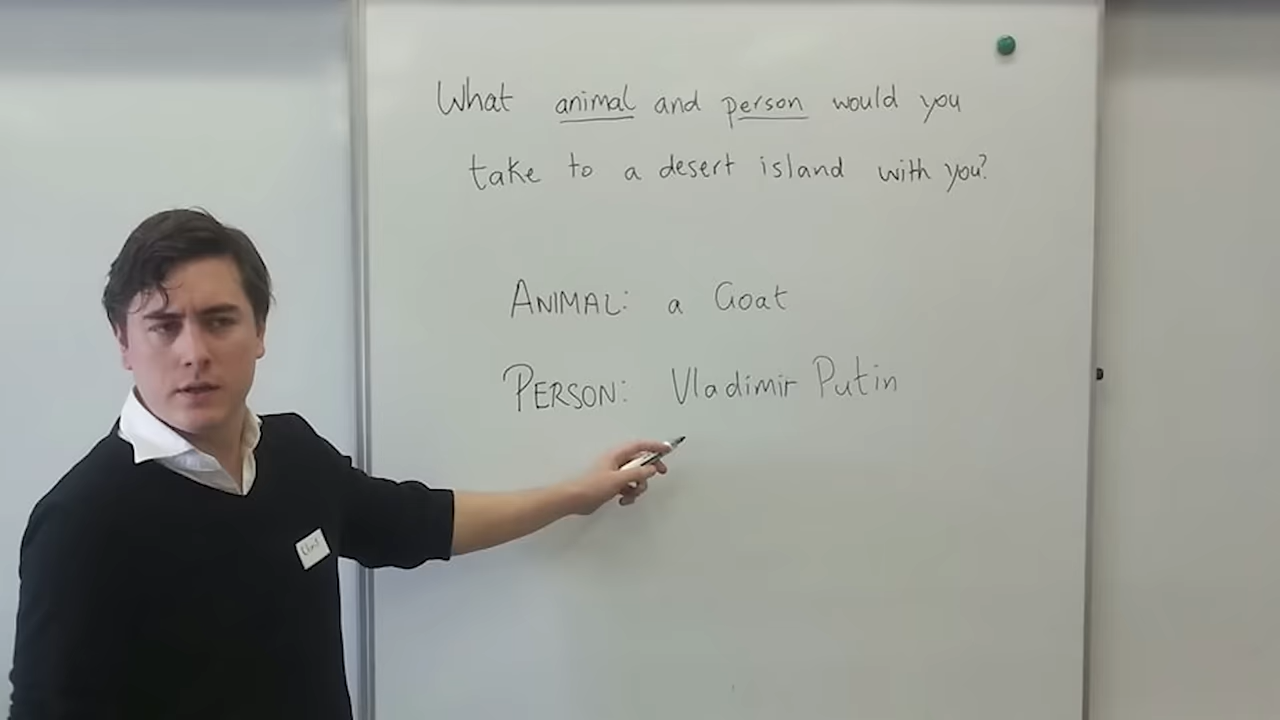 What animal and person would you
take to a desert island with you?
ANIMAL: a Goat
PERSON: Vladimir Putin